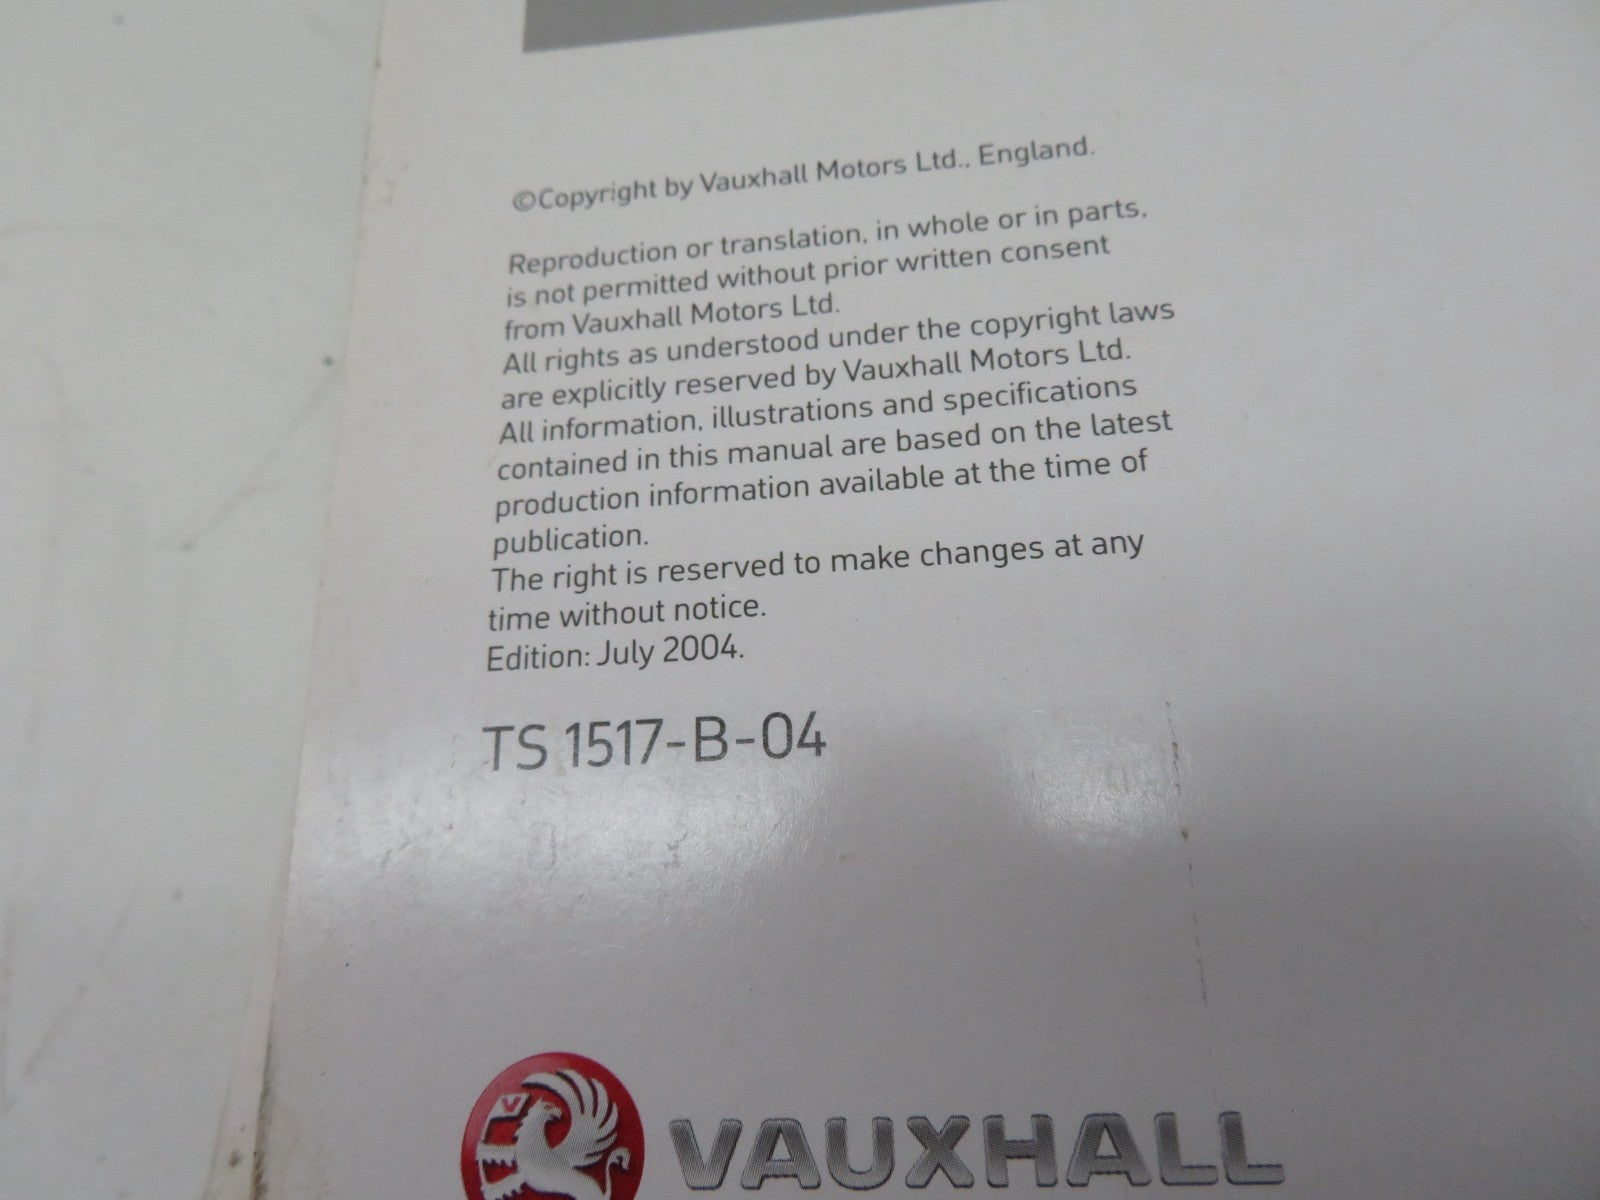 ©Copyright by Vauxhall Motors Ltd., England.
Reproduction or translation, in whole or in parts,
is not permitted without prior written consent
from Vauxhall Motors Ltd.
All rights as understood under the copyright laws
are explicitly reserved by Vauxhall Motors Ltd.
All information, illustrations and specifications
contained in this manual are based on the latest
production information available at the time of
publication.
The right is reserved to make changes at any
time without notice.
Edition: July 2004.
TS 1517-B-04
V
VAUXHALL